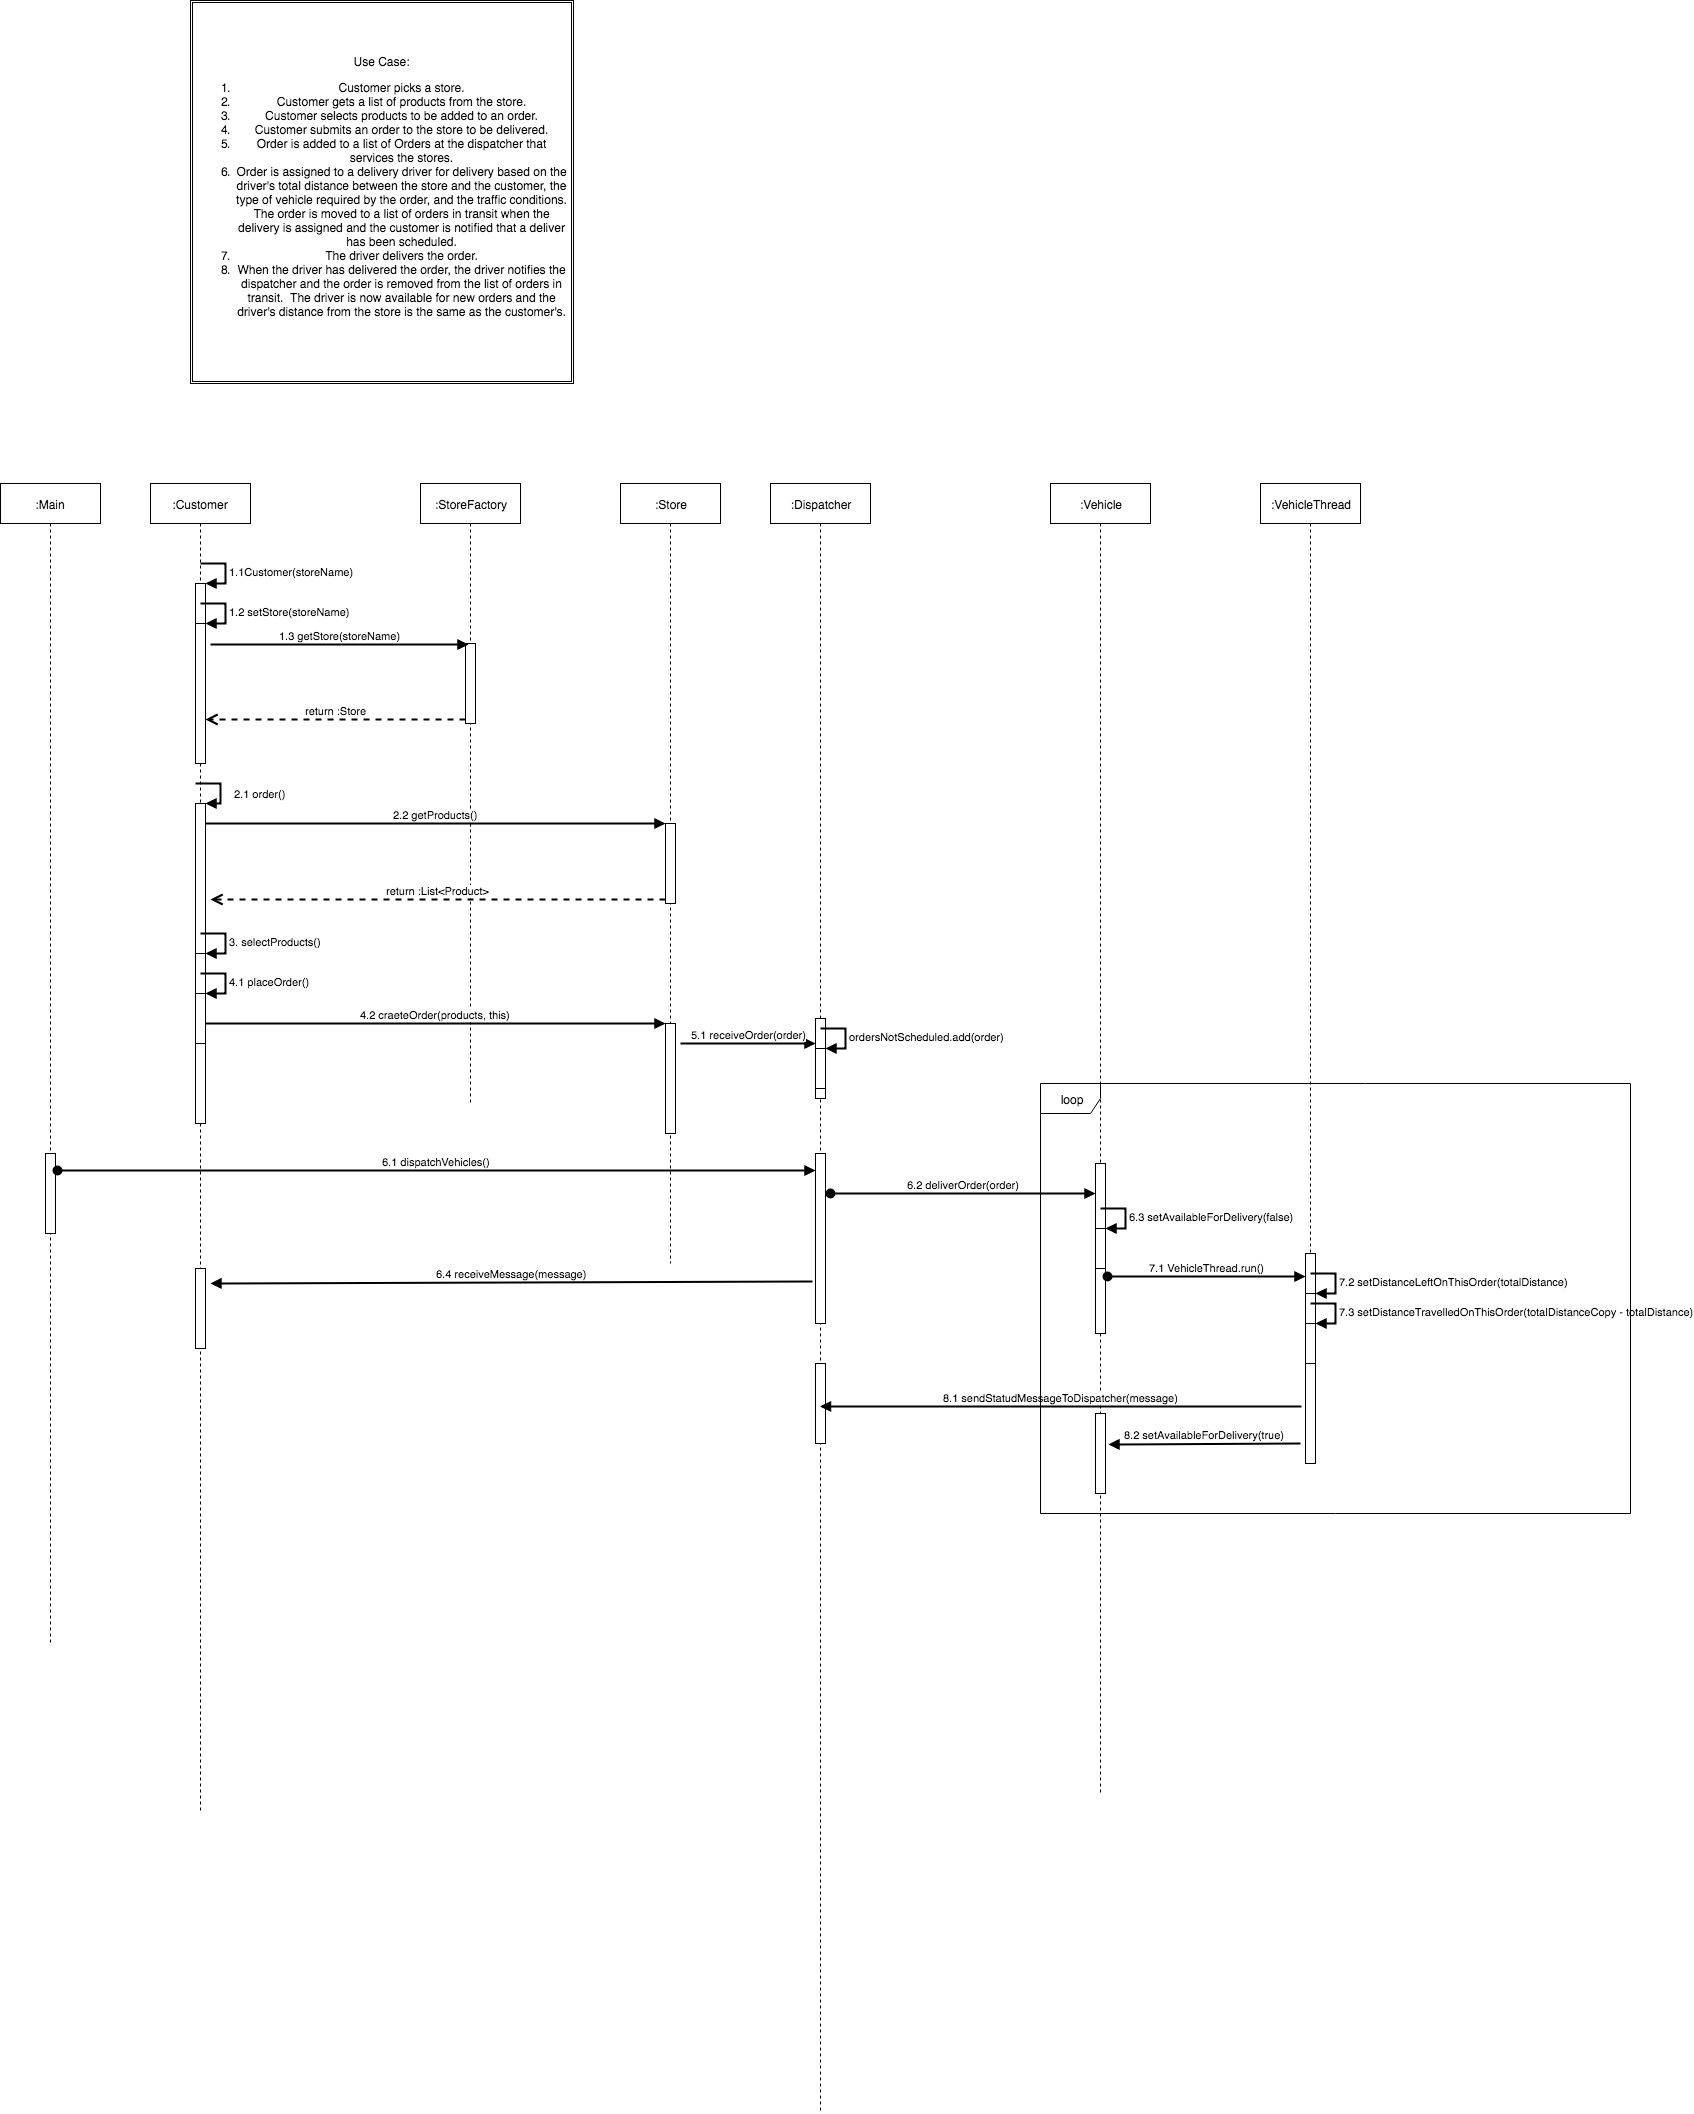 Use Case:
1. Customer picks a store.
2. Customer gets a list of products from the store.
3. Customer selects products to be added to an order.
4. Customer submits an order to the store to be delivered.
5. Order is added to a list of Orders at the dispatcher that
services the stores.
6. Order is assigned to a delivery driver for delivery based on the
driver's total distance between the store and the customer, the
type of vehicle required by the order, and the traffic conditions.
The order is moved to a list of orders in transit when the
delivery is assigned and the customer is notified that a deliver
has been scheduled.
7. The driver delivers the order.
8. When the driver has delivered the order, the driver notifies the
dispatcher and the order is removed from the list of orders in
transit. The driver is now available for new orders and the
driver's distance from the store is the same as the customer's.
:Main
:Customer
:StoreFactory
:Store
:Dispatcher
:Vehicle
:VehicleThread
1.1Customer(storeName)
1.2 setStore(storeName)
1.3 getStore(storeName)
return :Store
2.1 order()
2.2 getProducts()
return :List<Product>
3. selectProducts()
4.1 placeOrder()
4.2 craeteOrder(products, this)
5.1 receiveOrder(order)
ordersNotScheduled.add(order)
loop
6.1 dispatchVehicles()
6.2 deliverOrder(order)
6.3 setAvailableForDelivery(false)
6.4 receiveMessage(message)
7.1 VehicleThread.run()
7.2 setDistanceLeftOnThisOrder(totalDistance)
7.3 setDistanceTravelledOnThisOrder(totalDistanceCopy - totalDistance)
8.1 sendStatudMessageToDispatcher(message)
8.2 setAvailableForDelivery(true)